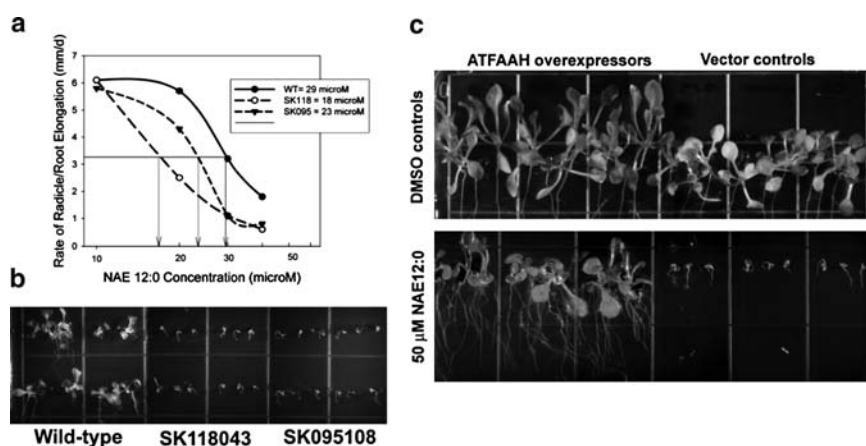 a
Rate of Radicle/Root Elongation (mm/d)
7
6
5
4
3
2
1
0
WT= 29 microM
SK118 = 18 microM
SK095 = 23 microM
10
20
30
50
NAE 12:0 Concentration (microM)
b
Wild-type
SK118043
SK095108
c
ATFAAH overexpressors
Vector controls
DMSO controls
50 µM NAE12:0